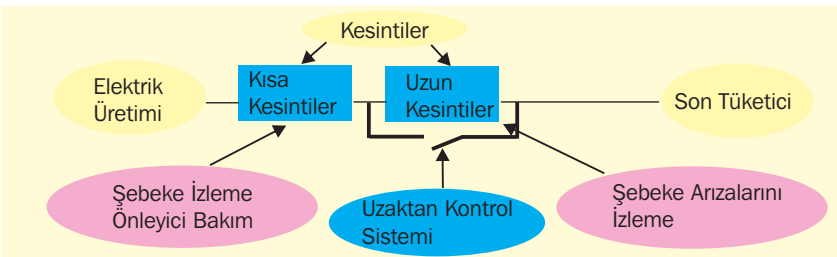 Kesintiler
Elektrik
Üretimi
Kısa
Kesintiler
Uzun
Kesintiler
Son Tüketici
Şebeke İzleme
Önleyici Bakım
Uzaktan Kontrol
Sistemi
Şebeke Arızalarını
İzleme